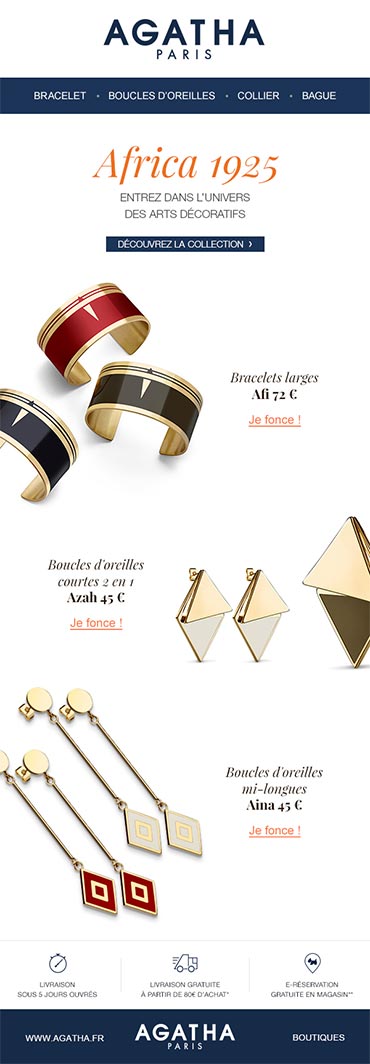 AGATHA
PARIS
BRACELET • BOUCLES D'OREILLES • COLLIER • BAGUE
Africa 1925
ENTREZ DANS L'UNIVERS
DES ARTS DÉCORATIFS
DÉCOUVREZ LA COLLECTION ›
Bracelets larges
Afi 72 €
Je fonce !
Boucles d'oreilles
courtes 2 en 1
Azah 45 €
Je fonce !
Boucles d'oreilles
mi-longues
Aina 45 €
Je fonce !
LIVRAISON
SOUS 5 JOURS OUVRÉS
LIVRAISON GRATUITE
À PARTIR DE 80€ D'ACHAT*
E-RÉSERVATION
GRATUITE EN MAGASIN**
WWW.AGATHA.FR
AGATHA
PARIS
BOUTIQUES